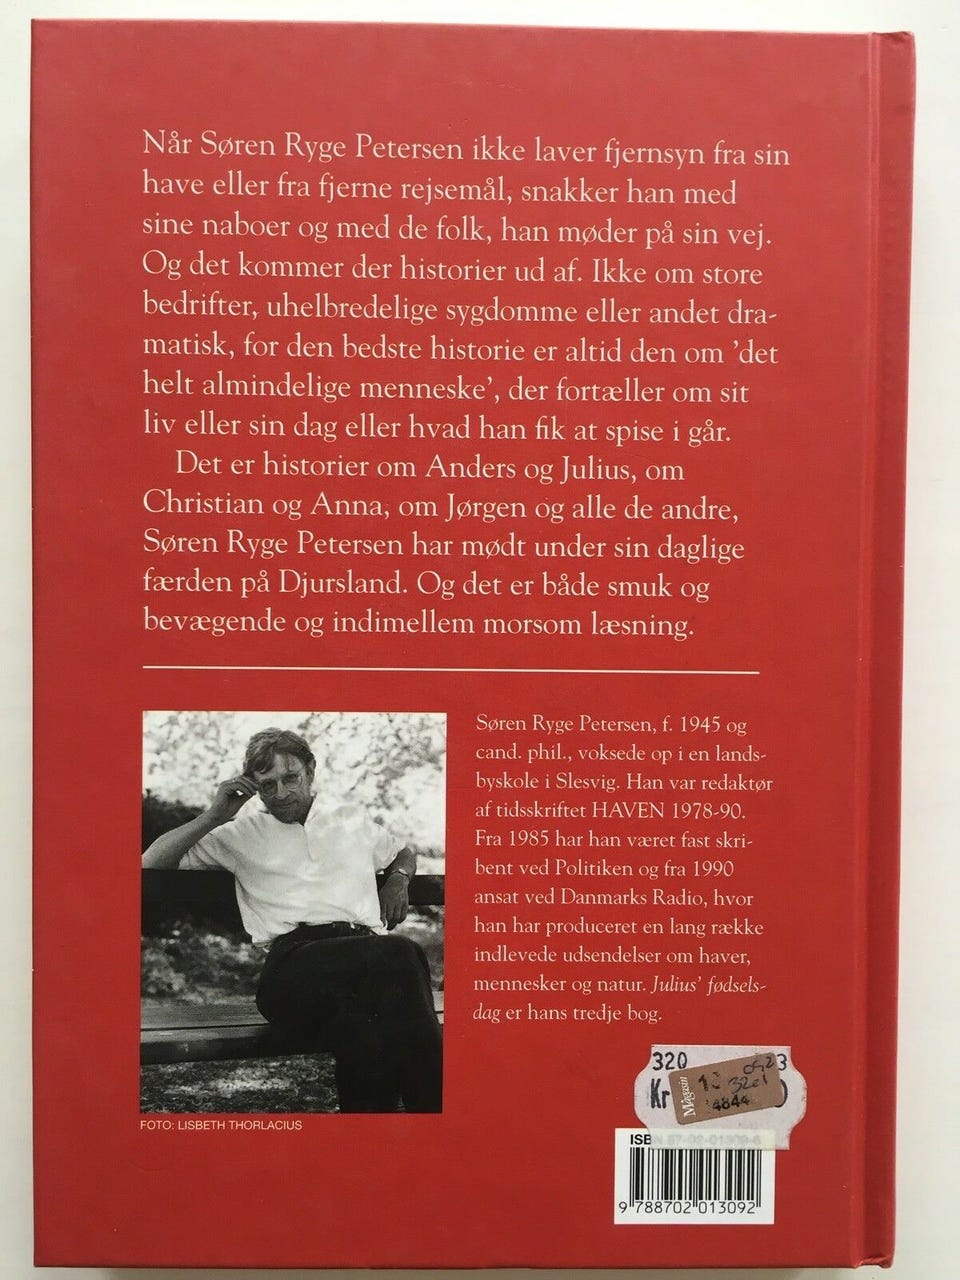 Når Søren Ryge Petersen ikke laver fjernsyn fra sin
have eller fra fjerne rejsemål, snakker han med
sine naboer og med de folk, han møder på sin vej.
Og det kommer der historier ud af. Ikke om store
bedrifter, uhelbredelige sygdomme eller andet dra-
matisk, for den bedste historie er altid den om ’det
helt almindelige menneske’, der fortæller om sit
liv eller sin dag eller hvad han fik at spise i går.
Det er historier om Anders og Julius, om
Christian og Anna, om Jørgen og alle de andre,
Søren Ryge Petersen har mødt under sin daglige
færden på Djursland. Og det er både smuk og
bevægende og indimellem morsom læsning.
Søren Ryge Petersen, f. 1945 og
cand. phil., voksede op i en lands-
byskole i Slesvig. Han var redaktør
af tidsskriftet HAVEN 1978-90.
Fra 1985 har han været fast skri-
bent ved Politiken og fra 1990
ansat ved Danmarks Radio, hvor
han har produceret en lang række
indlevede udsendelser om haver,
mennesker og natur. Julius’ fødsels-
dag er hans tredje bog.
FOTO: LISBETH THORLACIUS
320
Kr
Magasin
4844
ISBN 87-02-01309-6
9 788702 013092